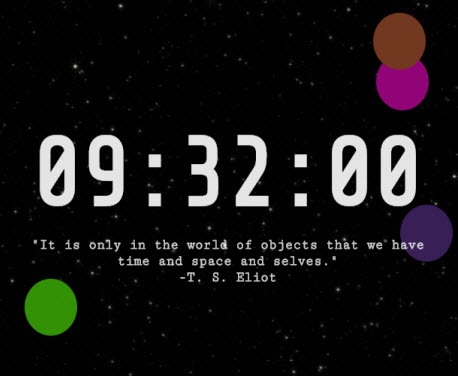 09:32:00
"It is only in the world of objects that we have
time and space and selves."
-T. S. Eliot